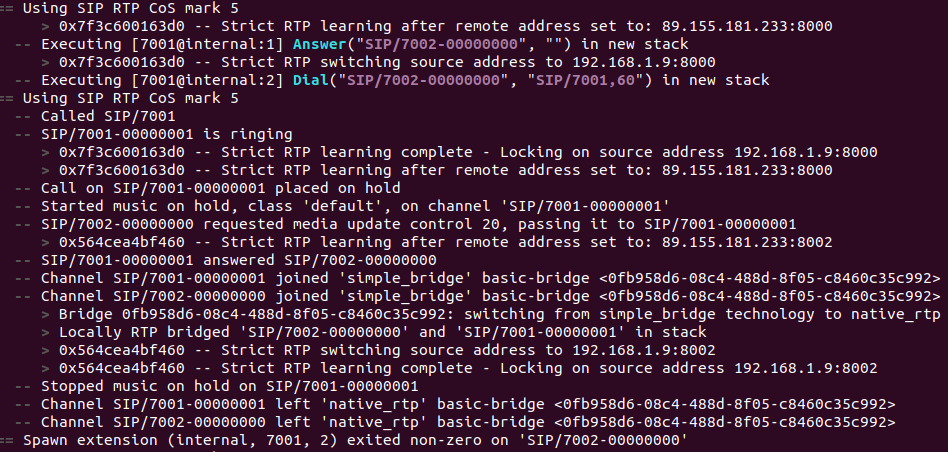 == Using SIP RTP CoS mark 5
> 0x7f3c600163d0 -- Strict RTP learning after remote address set to: 89.155.181.233:8000
-- Executing [7001@internal:1] Answer("SIP/7002-00000000", "") in new stack
> 0x7f3c600163d0 -- Strict RTP switching source address to 192.168.1.9:8000
-- Executing [7001@internal:2] Dial("SIP/7002-00000000", "SIP/7001,60") in new stack
== Using SIP RTP CoS mark 5
-- Called SIP/7001
-- SIP/7001-00000001 is ringing
> 0x7f3c600163d0 -- Strict RTP learning complete - Locking on source address 192.168.1.9:8000
> 0x7f3c600163d0 -- Strict RTP learning after remote address set to: 89.155.181.233:8000
-- Call on SIP/7001-00000001 placed on hold
-- Started music on hold, class 'default', on channel 'SIP/7001-00000001'
-- SIP/7002-00000000 requested media update control 20, passing it to SIP/7001-00000001
> 0x564cea4bf460 -- Strict RTP learning after remote address set to: 89.155.181.233:8002
-- SIP/7001-00000001 answered SIP/7002-00000000
-- Channel SIP/7001-00000001 joined 'simple_bridge' basic-bridge <0fb958d6-08c4-488d-8f05-c8460c35c992>
-- Channel SIP/7002-00000000 joined 'simple_bridge' basic-bridge <0fb958d6-08c4-488d-8f05-c8460c35c992>
> Bridge 0fb958d6-08c4-488d-8f05-c8460c35c992: switching from simple_bridge technology to native_rtp
> Locally RTP bridged 'SIP/7002-00000000' and 'SIP/7001-00000001' in stack
> 0x564cea4bf460 -- Strict RTP switching source address to 192.168.1.9:8002
> 0x564cea4bf460 -- Strict RTP learning complete - Locking on source address 192.168.1.9:8002
-- Stopped music on hold on SIP/7001-00000001
-- Channel SIP/7001-00000001 left 'native_rtp' basic-bridge <0fb958d6-08c4-488d-8f05-c8460c35c992>
-- Channel SIP/7002-00000000 left 'native_rtp' basic-bridge <0fb958d6-08c4-488d-8f05-c8460c35c992>
== Spawn extension (internal, 7001, 2) exited non-zero on 'SIP/7002-00000000'